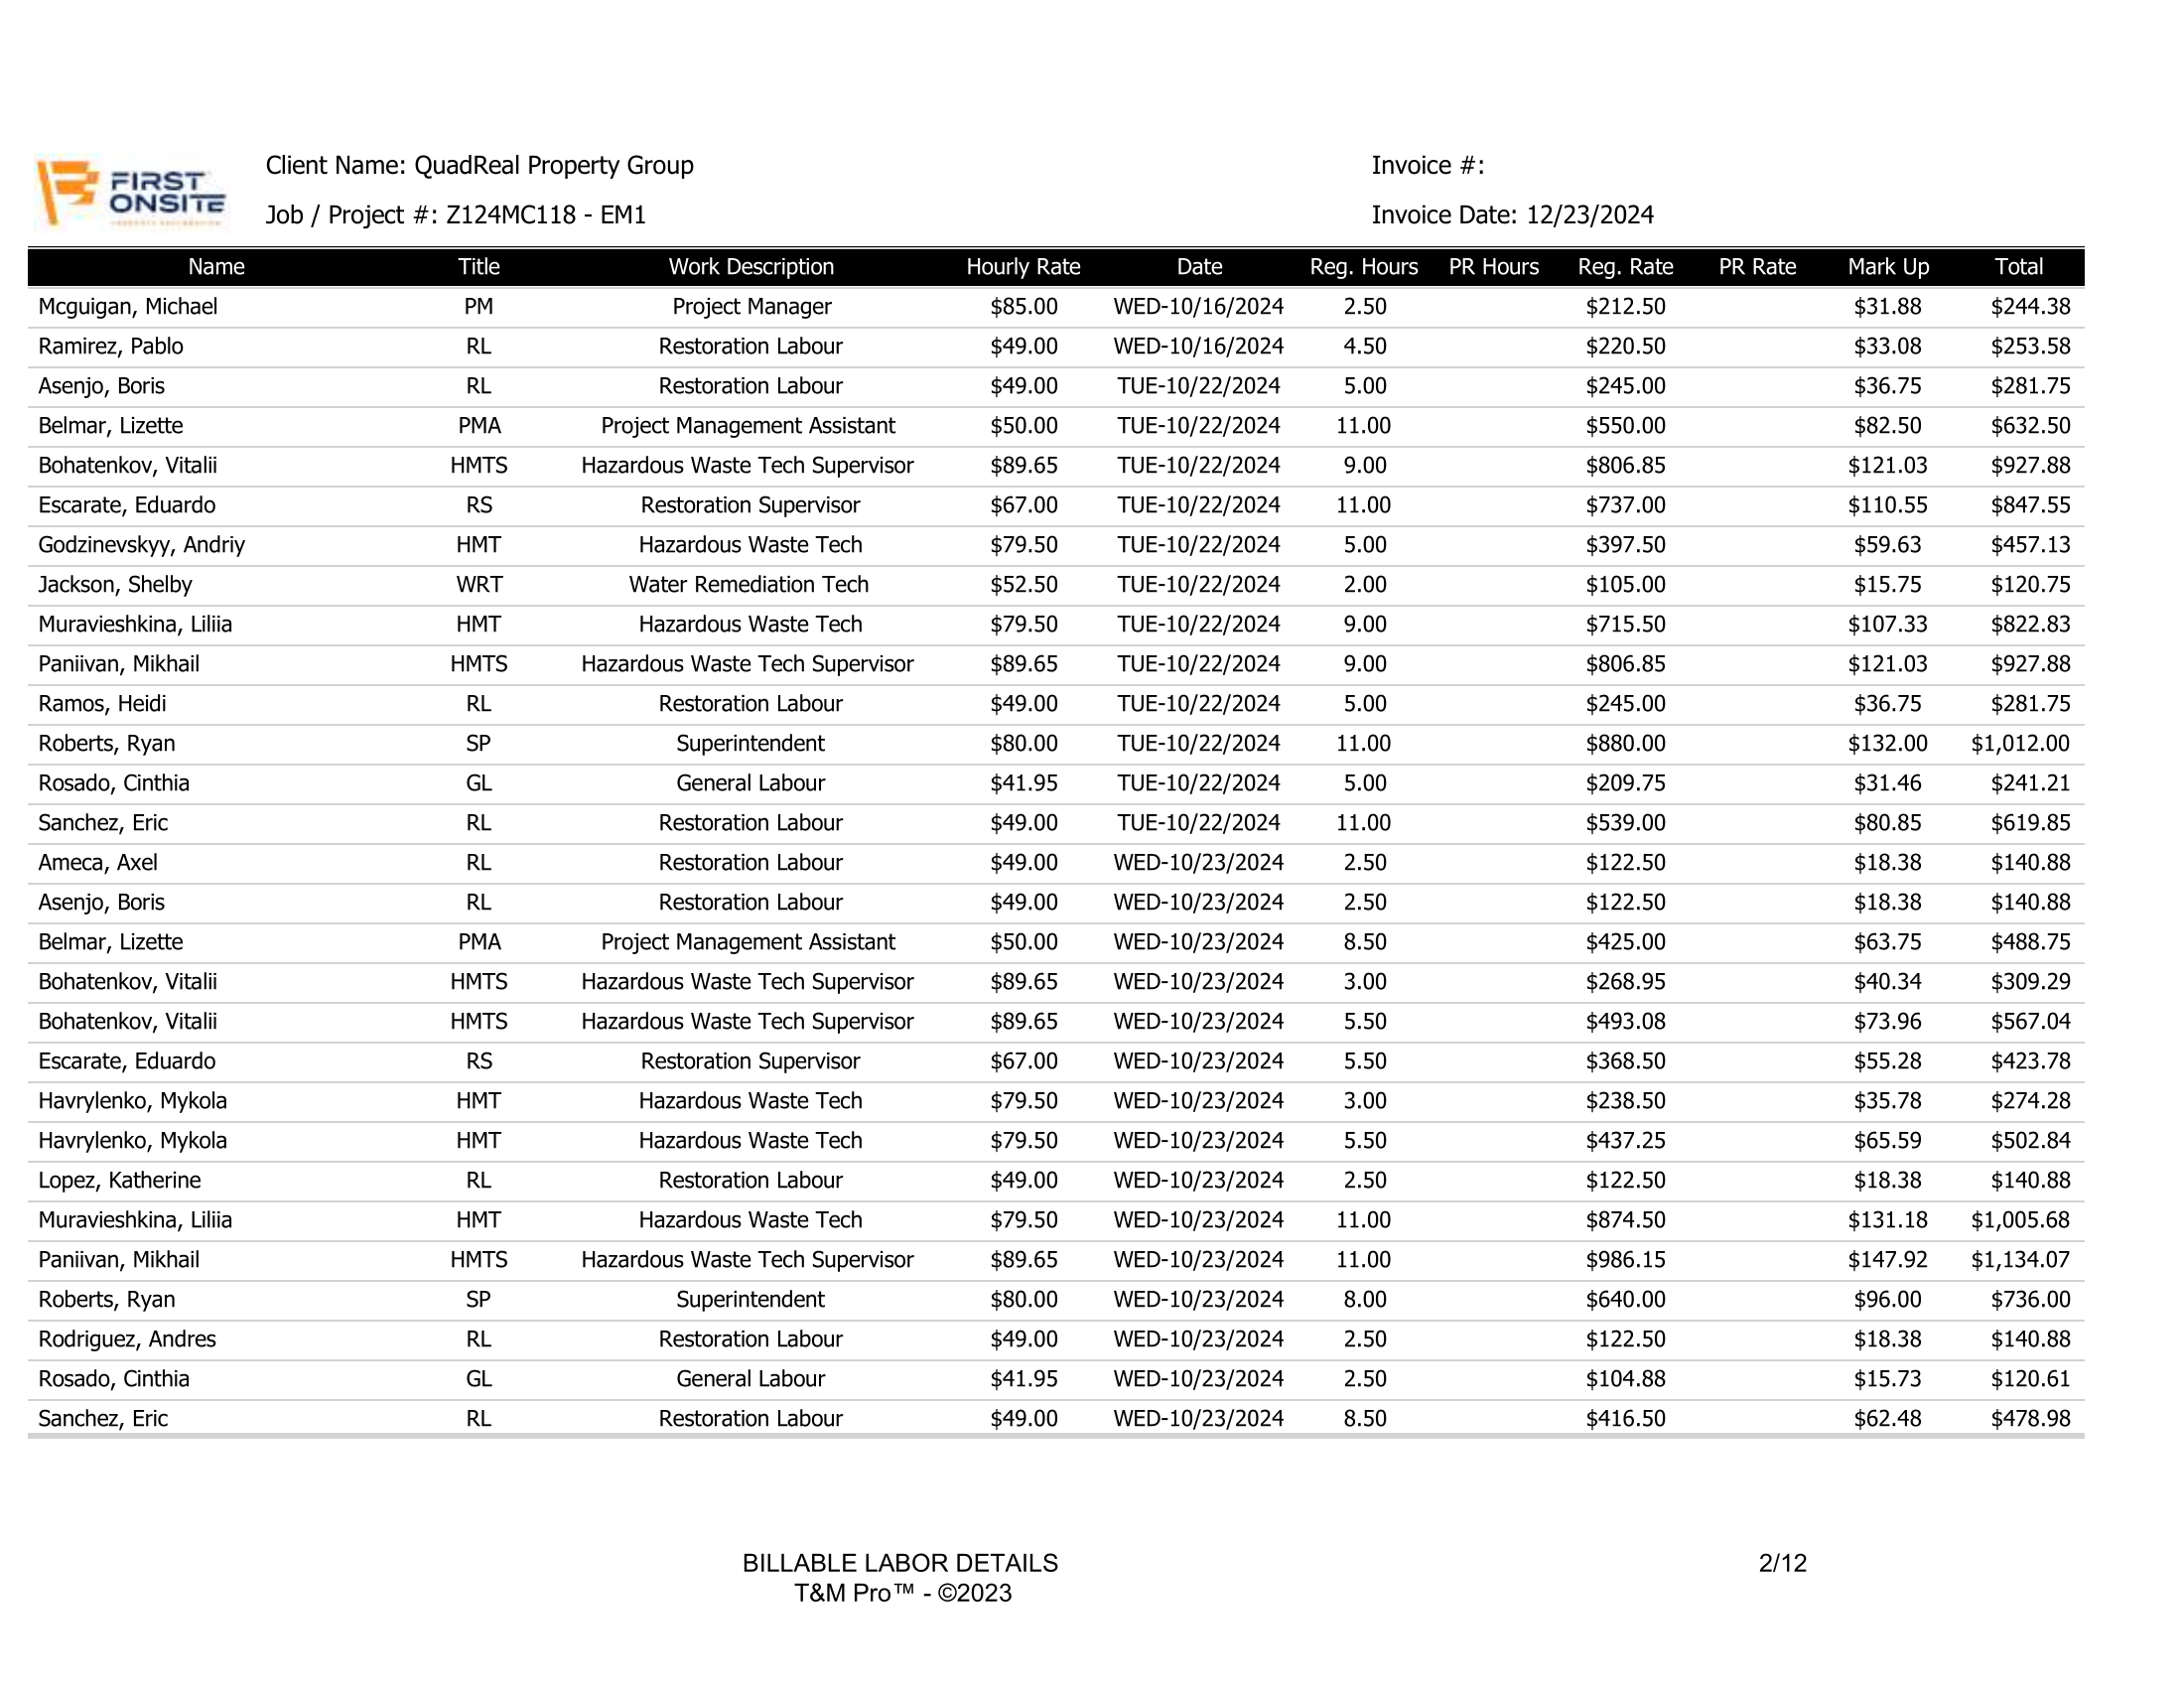 FIRST
ONSITE
Client Name: QuadReal Property Group
Job / Project #: Z124MC118 - EM1
Invoice #:
Invoice Date: 12/23/2024
Name Title Work Description Hourly Rate Date Reg. Hours PR Hours Reg. Rate PR Rate Mark Up Total
Mcguigan, Michael PM Project Manager $85.00 WED-10/16/2024 2.50 $212.50 $31.88 $244.38
Ramirez, Pablo RL Restoration Labour $49.00 WED-10/16/2024 4.50 $220.50 $33.08 $253.58
Asenjo, Boris RL Restoration Labour $49.00 TUE-10/22/2024 5.00 $245.00 $36.75 $281.75
Belmar, Lizette PMA Project Management Assistant $50.00 TUE-10/22/2024 11.00 $550.00 $82.50 $632.50
Bohatenkov, Vitalii HMTS Hazardous Waste Tech Supervisor $89.65 TUE-10/22/2024 9.00 $806.85 $121.03 $927.88
Escarate, Eduardo RS Restoration Supervisor $67.00 TUE-10/22/2024 11.00 $737.00 $110.55 $847.55
Godzinevskyy, Andriy HMT Hazardous Waste Tech $79.50 TUE-10/22/2024 5.00 $397.50 $59.63 $457.13
Jackson, Shelby WRT Water Remediation Tech $52.50 TUE-10/22/2024 2.00 $105.00 $15.75 $120.75
Muravieshkina, Liliia HMT Hazardous Waste Tech $79.50 TUE-10/22/2024 9.00 $715.50 $107.33 $822.83
Paniivan, Mikhail HMTS Hazardous Waste Tech Supervisor $89.65 TUE-10/22/2024 9.00 $806.85 $121.03 $927.88
Ramos, Heidi RL Restoration Labour $49.00 TUE-10/22/2024 5.00 $245.00 $36.75 $281.75
Roberts, Ryan SP Superintendent $80.00 TUE-10/22/2024 11.00 $880.00 $132.00 $1,012.00
Rosado, Cinthia GL General Labour $41.95 TUE-10/22/2024 5.00 $209.75 $31.46 $241.21
Sanchez, Eric RL Restoration Labour $49.00 TUE-10/22/2024 11.00 $539.00 $80.85 $619.85
Ameca, Axel RL Restoration Labour $49.00 WED-10/23/2024 2.50 $122.50 $18.38 $140.88
Asenjo, Boris RL Restoration Labour $49.00 WED-10/23/2024 2.50 $122.50 $18.38 $140.88
Belmar, Lizette PMA Project Management Assistant $50.00 WED-10/23/2024 8.50 $425.00 $63.75 $488.75
Bohatenkov, Vitalii HMTS Hazardous Waste Tech Supervisor $89.65 WED-10/23/2024 3.00 $268.95 $40.34 $309.29
Bohatenkov, Vitalii HMTS Hazardous Waste Tech Supervisor $89.65 WED-10/23/2024 5.50 $493.08 $73.96 $567.04
Escarate, Eduardo RS Restoration Supervisor $67.00 WED-10/23/2024 5.50 $368.50 $55.28 $423.78
Havrylenko, Mykola HMT Hazardous Waste Tech $79.50 WED-10/23/2024 3.00 $238.50 $35.78 $274.28
Havrylenko, Mykola HMT Hazardous Waste Tech $79.50 WED-10/23/2024 5.50 $437.25 $65.59 $502.84
Lopez, Katherine RL Restoration Labour $49.00 WED-10/23/2024 2.50 $122.50 $18.38 $140.88
Muravieshkina, Liliia HMT Hazardous Waste Tech $79.50 WED-10/23/2024 11.00 $874.50 $131.18 $1,005.68
Paniivan, Mikhail HMTS Hazardous Waste Tech Supervisor $89.65 WED-10/23/2024 11.00 $986.15 $147.92 $1,134.07
Roberts, Ryan SP Superintendent $80.00 WED-10/23/2024 8.00 $640.00 $96.00 $736.00
Rodriguez, Andres RL Restoration Labour $49.00 WED-10/23/2024 2.50 $122.50 $18.38 $140.88
Rosado, Cinthia GL General Labour $41.95 WED-10/23/2024 2.50 $104.88 $15.73 $120.61
Sanchez, Eric RL Restoration Labour $49.00 WED-10/23/2024 8.50 $416.50 $62.48 $478.98
BILLABLE LABOR DETAILS 2/12
T&M Pro™ - ©2023